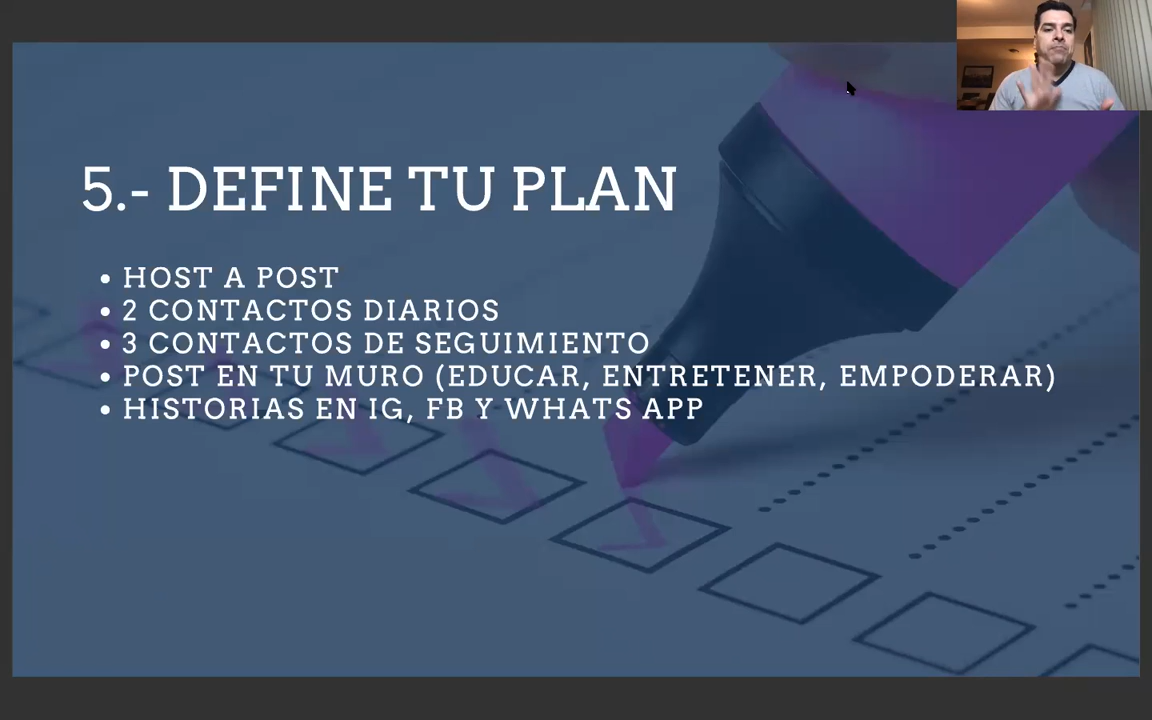 5.- DEFINE TU PLAN
• HOST A POST
• 2 CONTACTOS DIARIOS
• 3 CONTACTOS DE SEGUIMIENTO
• POST EN TU MURO (EDUCAR, ENTRETENER, EMPODERAR)
• HISTORIAS EN IG, FB Y WHATS APP